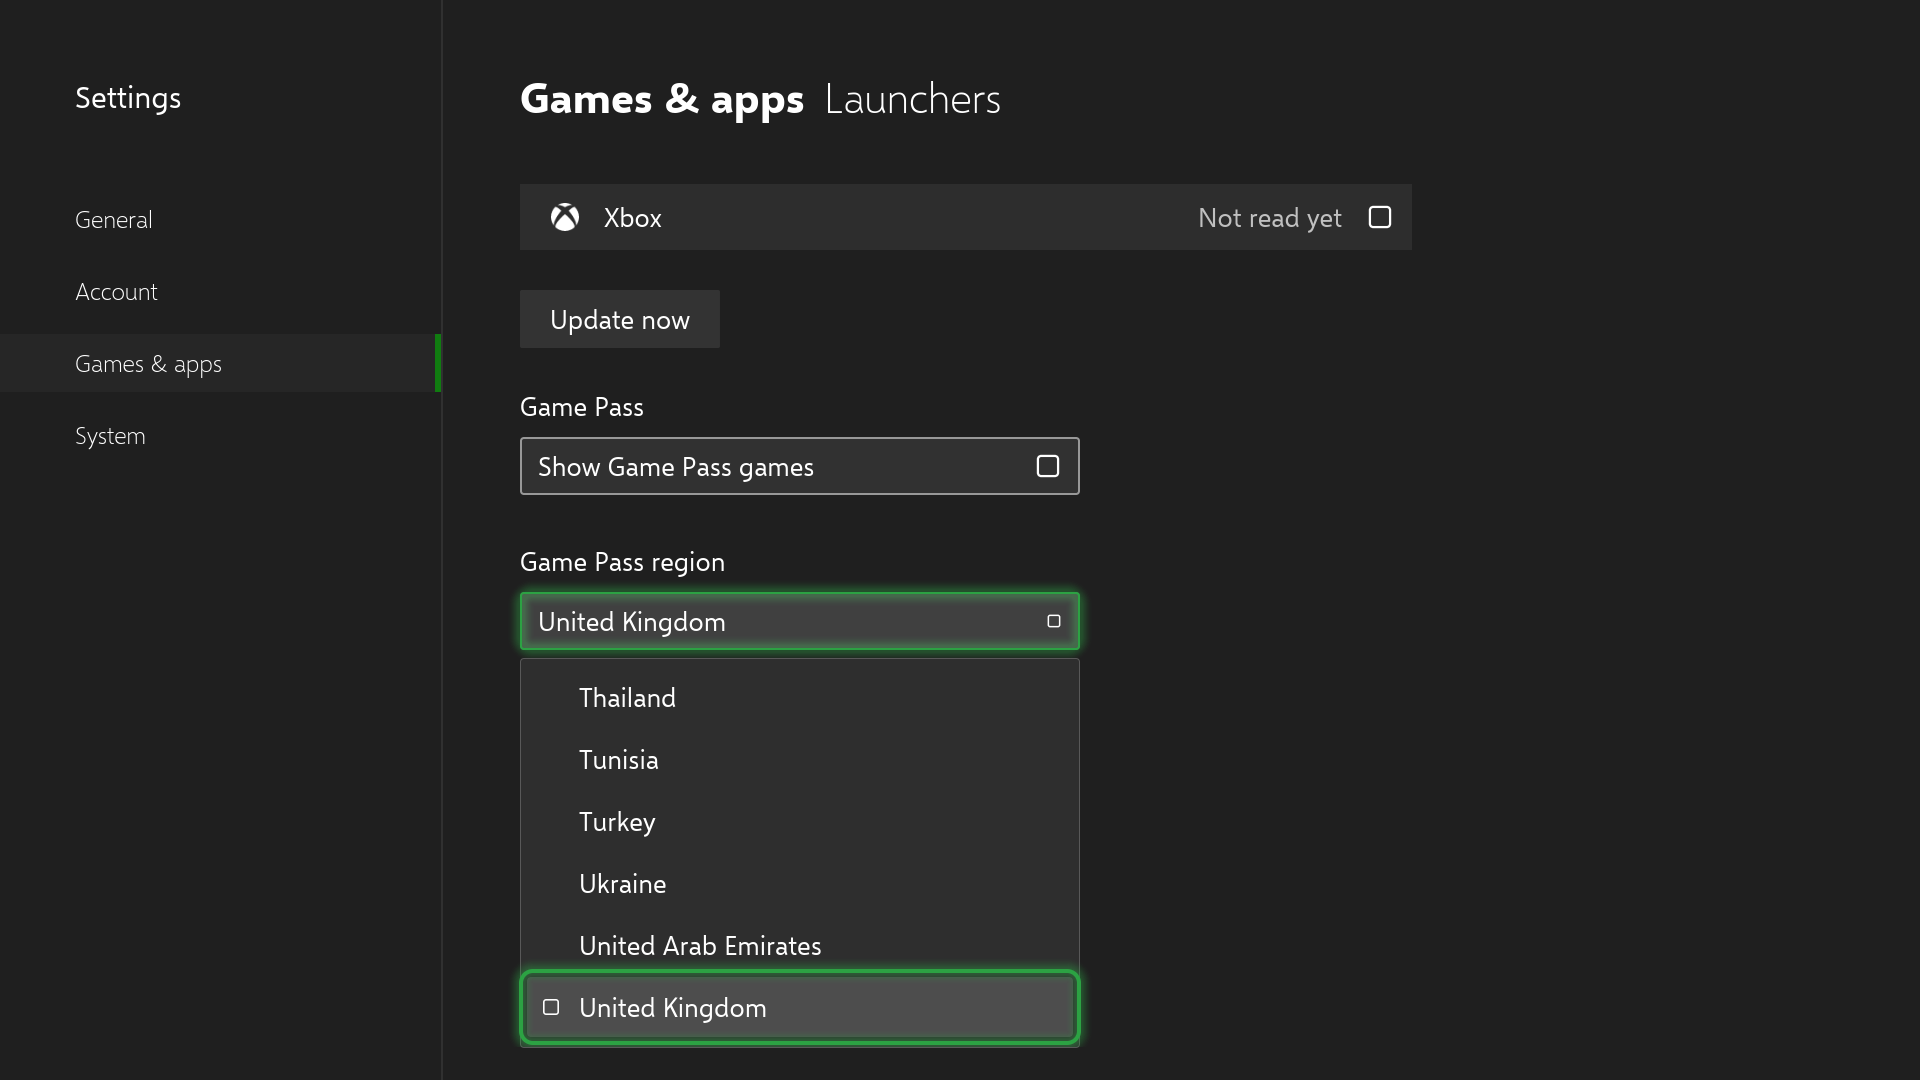 Settings
General
Account
Games & apps
System
Games & apps Launchers
Xbox
Not read yet
Update now
Game Pass
Show Game Pass games
Game Pass region
United Kingdom
Thailand
Tunisia
Turkey
Ukraine
United Arab Emirates
United Kingdom